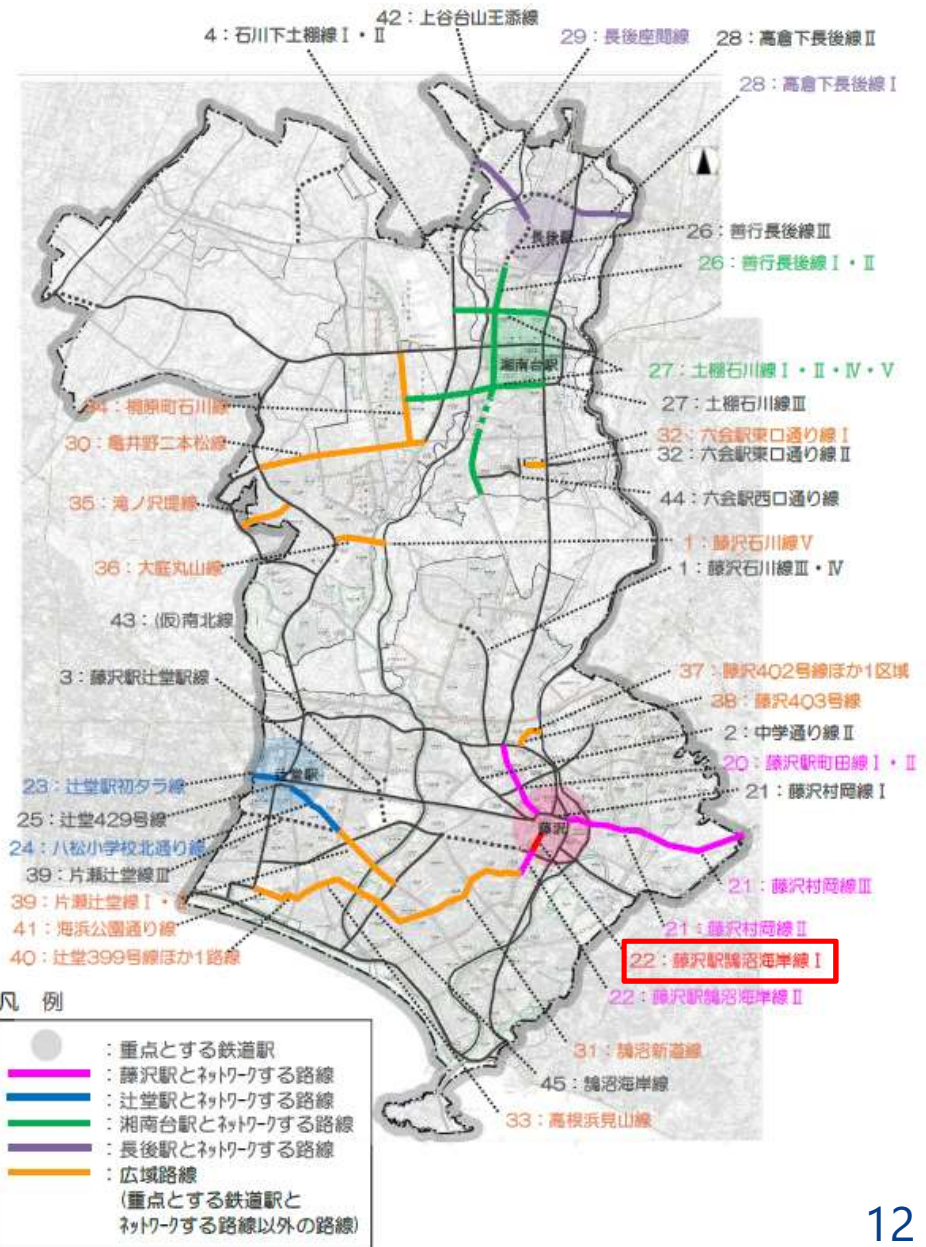 42：上谷台山王添線
4：石川下土棚線Ⅰ・Ⅱ
29：長後座間線
28：高倉下長後線Ⅱ
28：高倉下長後線Ⅰ
長後駅
26：善行長後線Ⅲ
26：善行長後線Ⅰ・Ⅱ
湘南台駅
27：土棚石川線Ⅰ・Ⅱ・Ⅳ・Ⅴ
27：土棚石川線Ⅲ
34：桐原町石川線
30：亀井野二本松線
32：六会駅東口通り線Ⅰ
32：六会駅東口通り線Ⅱ
44：六会駅西口通り線
35：滝ノ沢堤線
36：大庭丸山線
1：藤沢石川線Ⅴ
1：藤沢石川線Ⅲ・Ⅳ
43：(仮)南北線
3：藤沢駅辻堂駅線
37：藤沢402号線ほか1区域
38：藤沢403号線
2：中学通り線Ⅱ
20：藤沢駅町田線Ⅰ・Ⅱ
21：藤沢村岡線Ⅰ
辻堂駅
23：辻堂駅初タラ線
25：辻堂429号線
24：八松小学校北通り線
39：片瀬辻堂線Ⅲ
藤沢
39：片瀬辻堂線Ⅰ・
41：海浜公園通り線
40：辻堂399号線ほか1路線
21：藤沢村岡線Ⅲ
21：藤沢村岡線Ⅱ
22：藤沢駅鵠沼海岸線Ⅰ
22：藤沢駅鵠沼海岸線Ⅱ
31：鵠沼新道線
45：鵠沼海岸線
33：高根浜見山線
凡 例
：重点とする鉄道駅
：藤沢駅とネットワークする路線
：辻堂駅とネットワークする路線
：湘南台駅とネットワークする路線
：長後駅とネットワークする路線
：広域路線
(重点とする鉄道駅と
ネットワークする路線以外の路線)
12